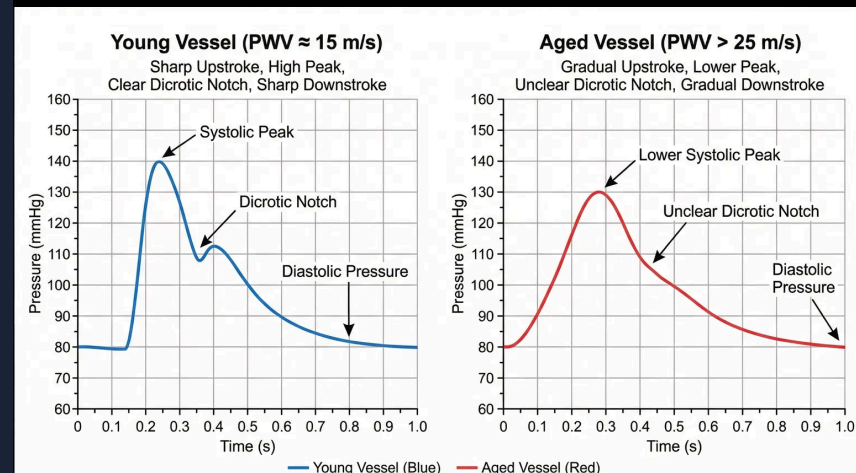 Young Vessel (PWV ≈ 15 m/s)
Sharp Upstroke, High Peak,
Clear Dicrotic Notch, Sharp Downstroke
160
150
140
130
120
110
100
90
80
70
60
Pressure (mmHg)
Systolic Peak
Dicrotic Notch
Diastolic Pressure
0 0.1 0.2 0.3 0.4 0.5 0.6 0.7 0.8 0.9 1.0
Time (s)
Aged Vessel (PWV > 25 m/s)
Gradual Upstroke, Lower Peak,
Unclear Dicrotic Notch, Gradual Downstroke
160
150
140
130
120
110
100
90
80
70
60
Pressure (mmHg)
Lower Systolic Peak
Unclear Dicrotic Notch
Diastolic
Pressure
0 0.1 0.2 0.3 0.4 0.5 0.6 0.7 0.8 0.9 1.0
Time (s)
Young Vessel (Blue) Aged Vessel (Red)